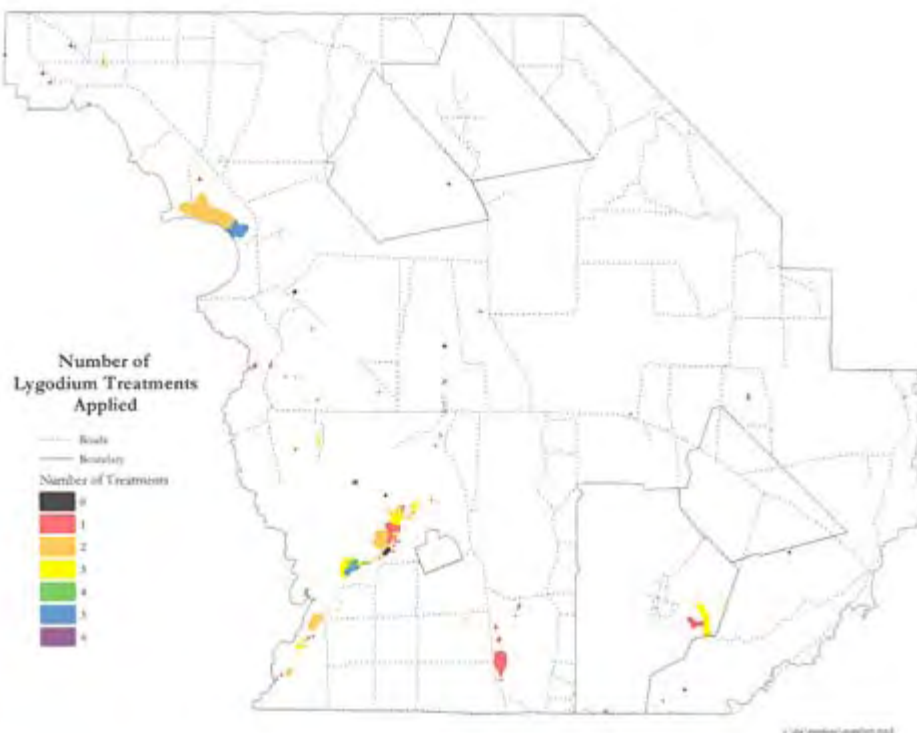 Number of
Lygodium Treatments
Applied
Roads
Boundary
Number of Treatments
0
1
2
3
4
5
6